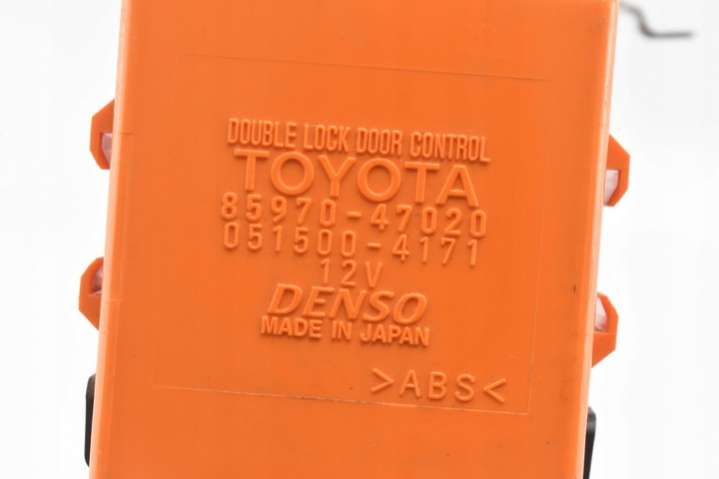 DOUBLE LOCK DOOR CONTROL
TOYOTA
85970-47020
051500-4171
12V
DENSO
MADE IN JAPAN
>ABS<